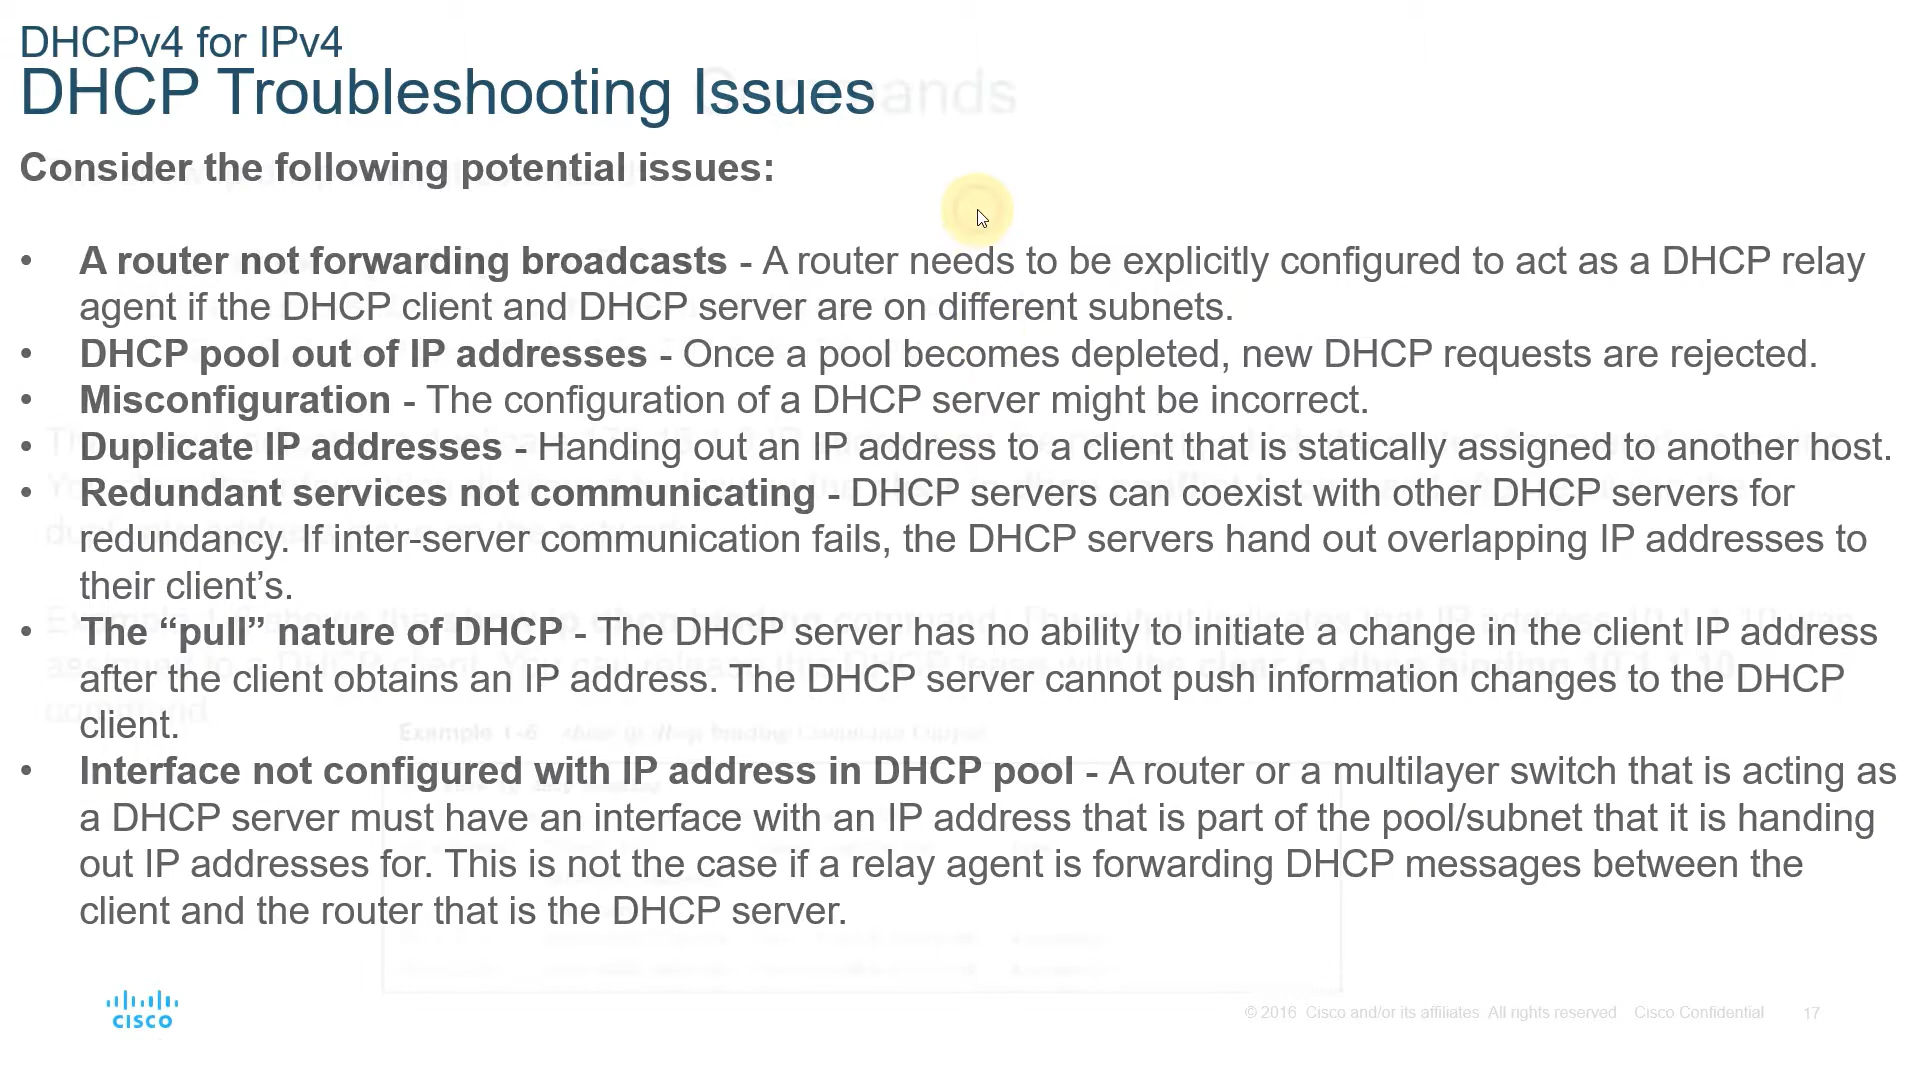 DHCPv4 for IPv4
DHCP Troubleshooting Issues
Consider the following potential issues:
• A router not forwarding broadcasts - A router needs to be explicitly configured to act as a DHCP relay
agent if the DHCP client and DHCP server are on different subnets.
• DHCP pool out of IP addresses - Once a pool becomes depleted, new DHCP requests are rejected.
• Misconfiguration - The configuration of a DHCP server might be incorrect.
• Duplicate IP addresses - Handing out an IP address to a client that is statically assigned to another host.
• Redundant services not communicating - DHCP servers can coexist with other DHCP servers for
redundancy. If inter-server communication fails, the DHCP servers hand out overlapping IP addresses to
their client’s.
• The “pull” nature of DHCP - The DHCP server has no ability to initiate a change in the client IP address
after the client obtains an IP address. The DHCP server cannot push information changes to the DHCP
client.
• Interface not configured with IP address in DHCP pool - A router or a multilayer switch that is acting as
a DHCP server must have an interface with an IP address that is part of the pool/subnet that it is handing
out IP addresses for. This is not the case if a relay agent is forwarding DHCP messages between the
client and the router that is the DHCP server.
CISCO
© 2016 Cisco and/or its affiliates All rights reserved Cisco Confidential 17